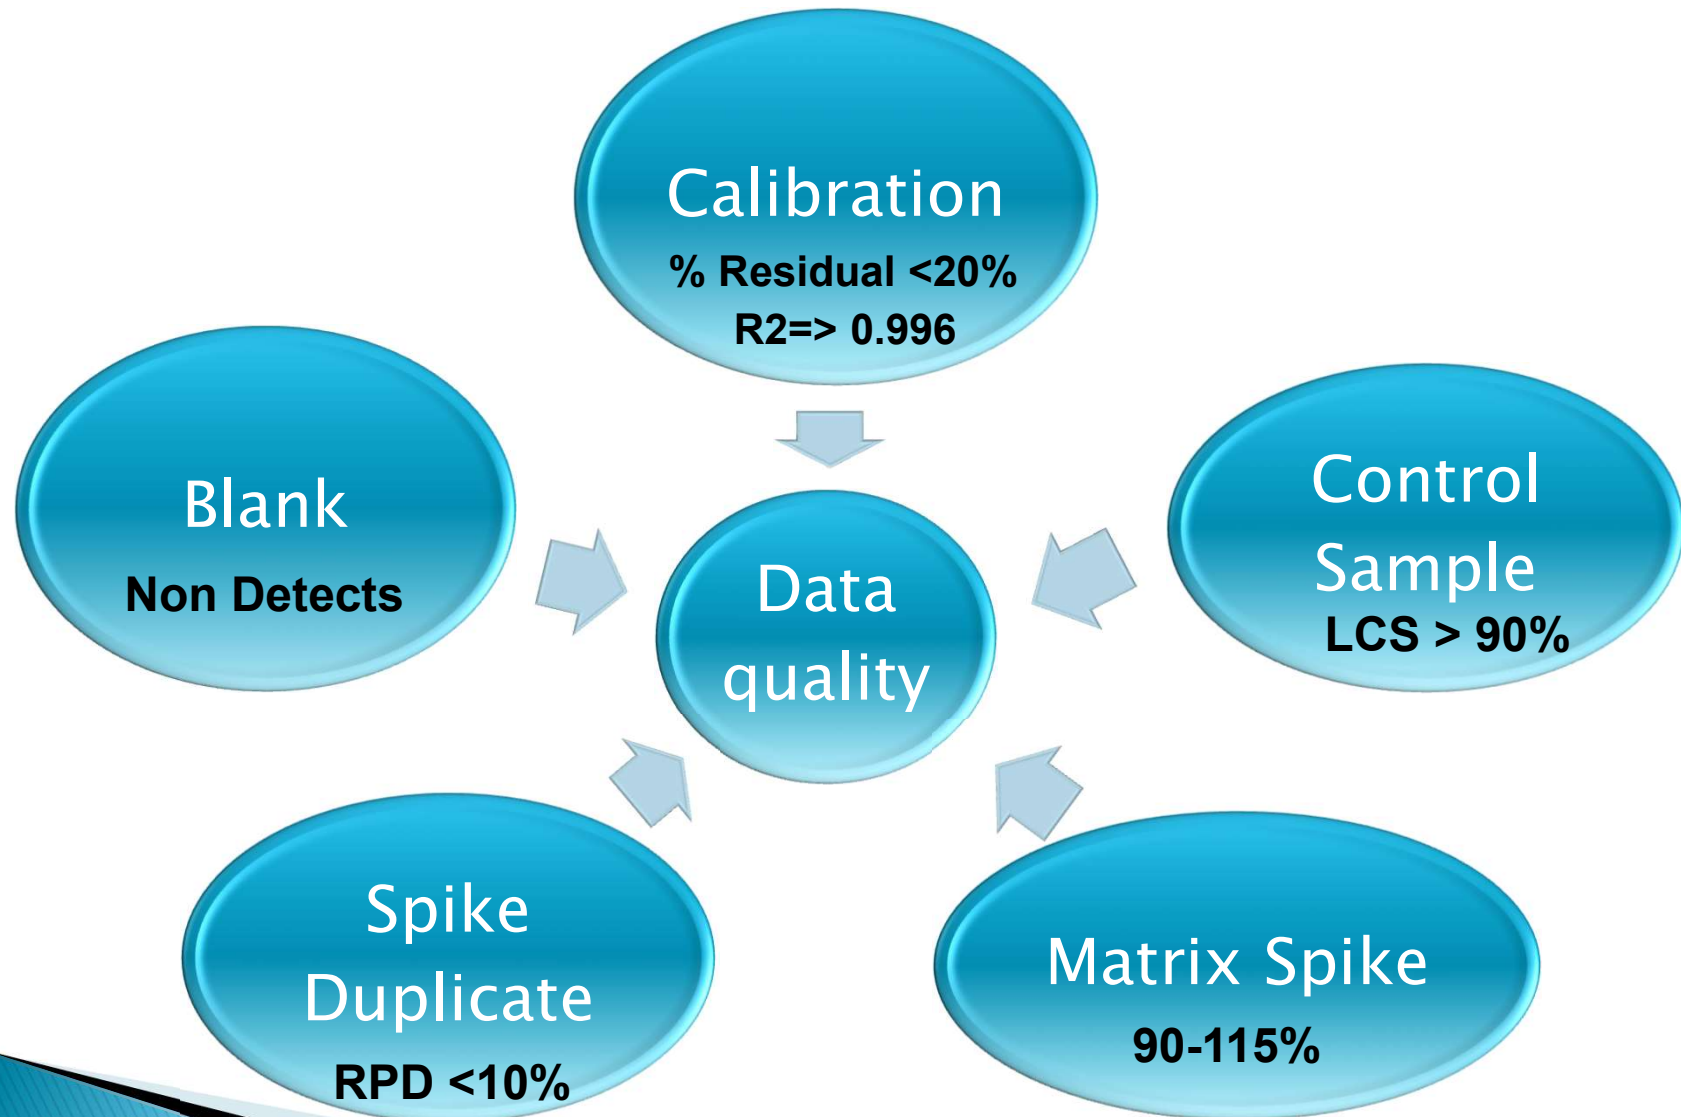 Calibration
% Residual <20%
R2=> 0.996
Blank
Non Detects
Control
Sample
LCS > 90%
Data
quality
Spike
Duplicate
RPD <10%
Matrix Spike
90-115%